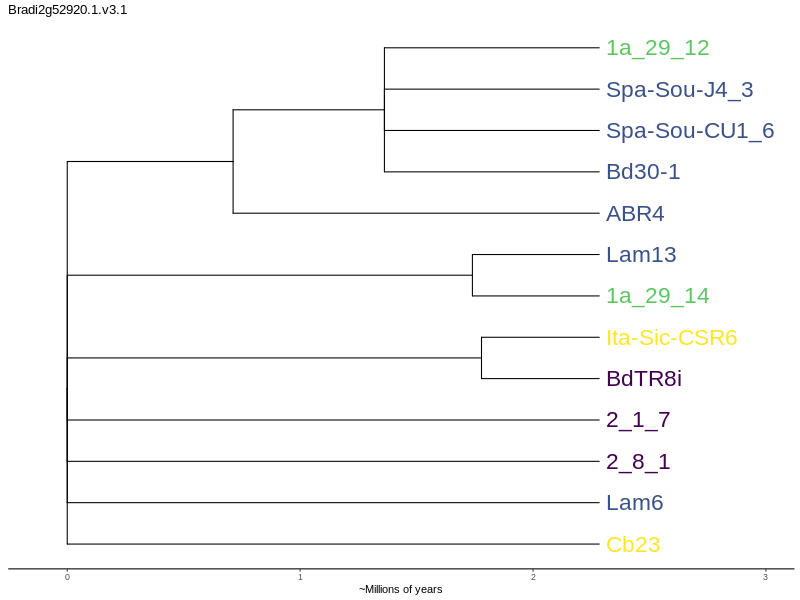 Bradi2g52920.1.v3.1
1a_29_12
Spa-Sou-J4_3
Spa-Sou-CU1_6
Bd30-1
ABR4
Lam13
1a_29_14
Ita-Sic-CSR6
BdTR8i
2_1_7
2_8_1
Lam6
Cb23
0 1 2 3
~Millions of years